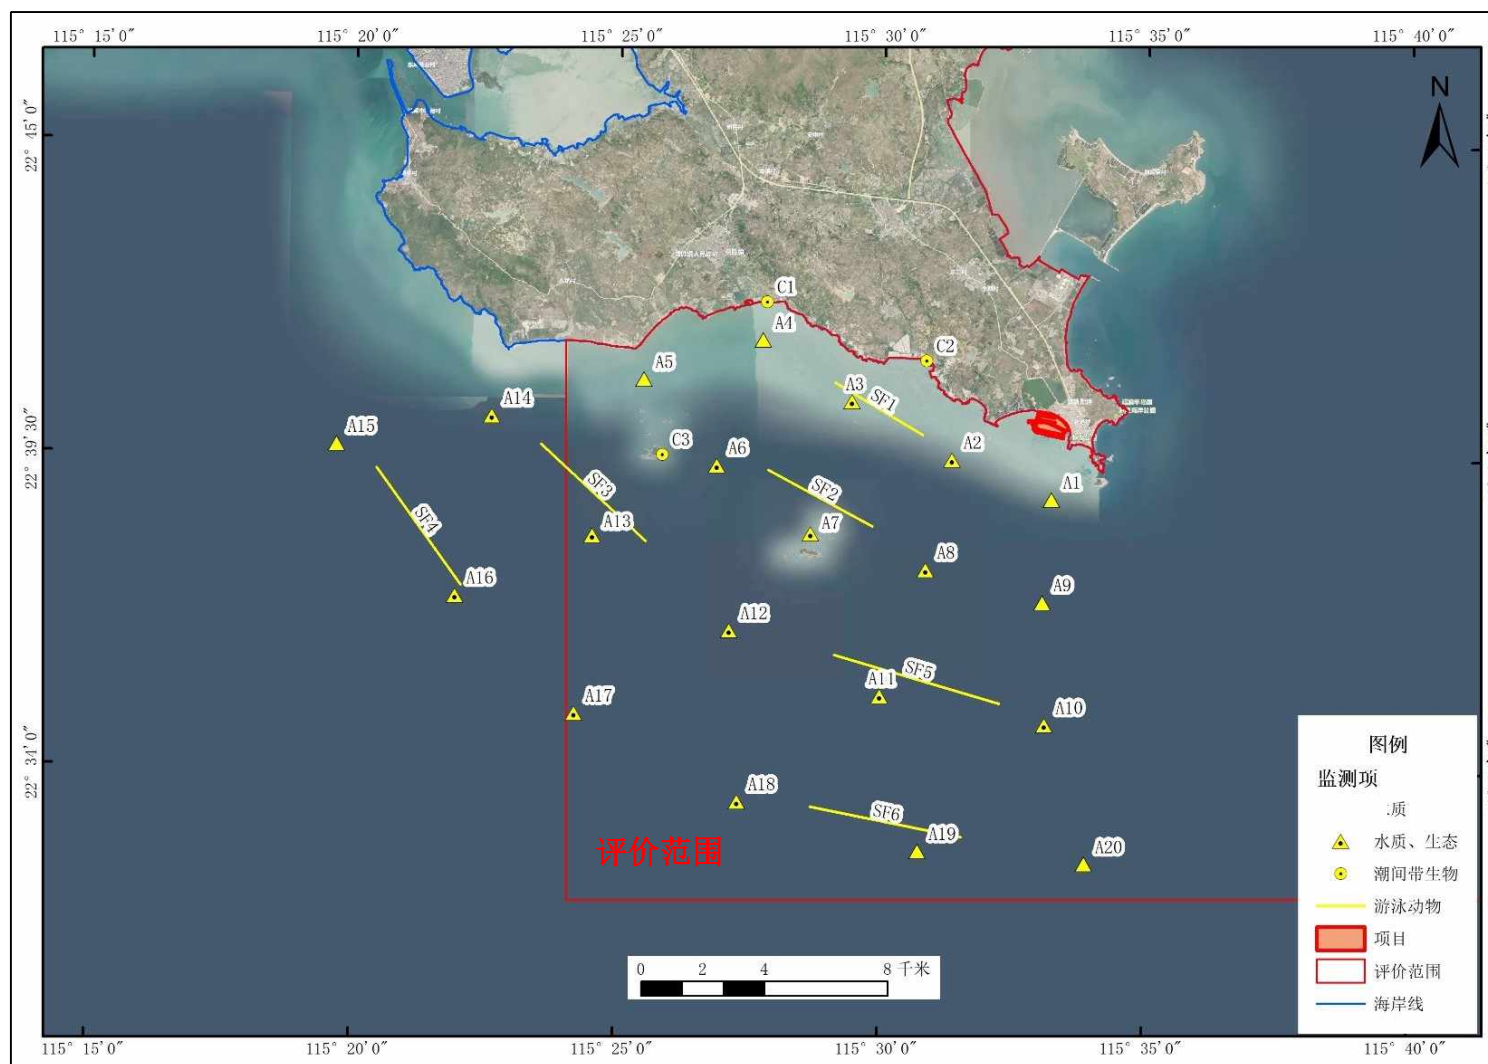 115° 15′0″
115° 20′0″
115° 25′0″
115° 30′0″
115° 35′0″
115° 40′0″
N
22° 45′0″
C1
A4
C2
A5
A3
SF1
A14
A15
C3
A6
A2
22° 39′30″
SF3
SF2
A1
SF4
A13
A7
A8
A16
A9
A12
SF5
A11
A17
A10
22° 34′0″
A18
SF6
A19
A20
评价范围
图例
监测项
质
水质、生态
潮间带生物
游泳动物
项目
评价范围
海岸线
0 2 4 8 千米
115° 15′0″
115° 20′0″
115° 25′0″
115° 30′0″
115° 35′0″
115° 40′0″